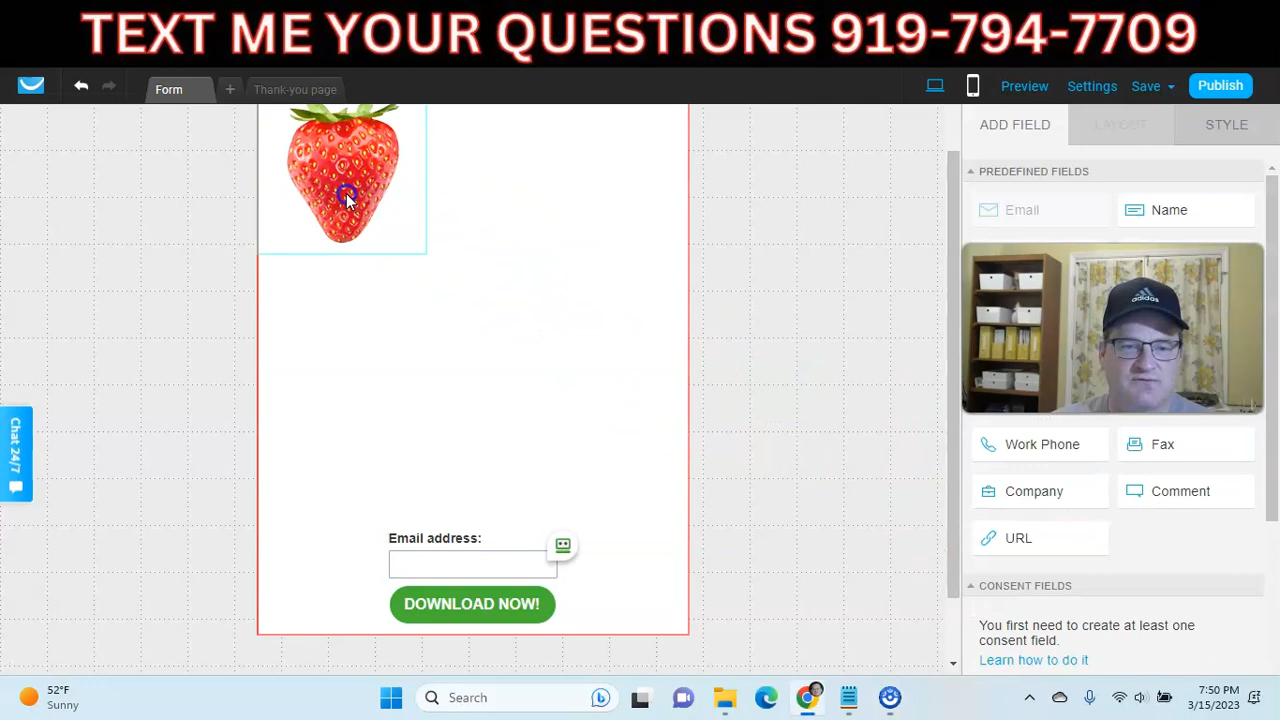 TEXT ME YOUR QUESTIONS 919-794-7709
Form
+
Thank-you page
Preview
Settings
Save
Publish
ADD FIELD
LAYOUT
STYLE
PREDEFINED FIELDS
Email
Name
Work Phone
Fax
Company
Comment
URL
CONSENT FIELDS
You first need to create at least one
consent field.
Learn how to do it
Chat 24/7
Email address:
DOWNLOAD NOW!
adidas
52°F
Sunny
Search
7:50 PM
3/15/2023